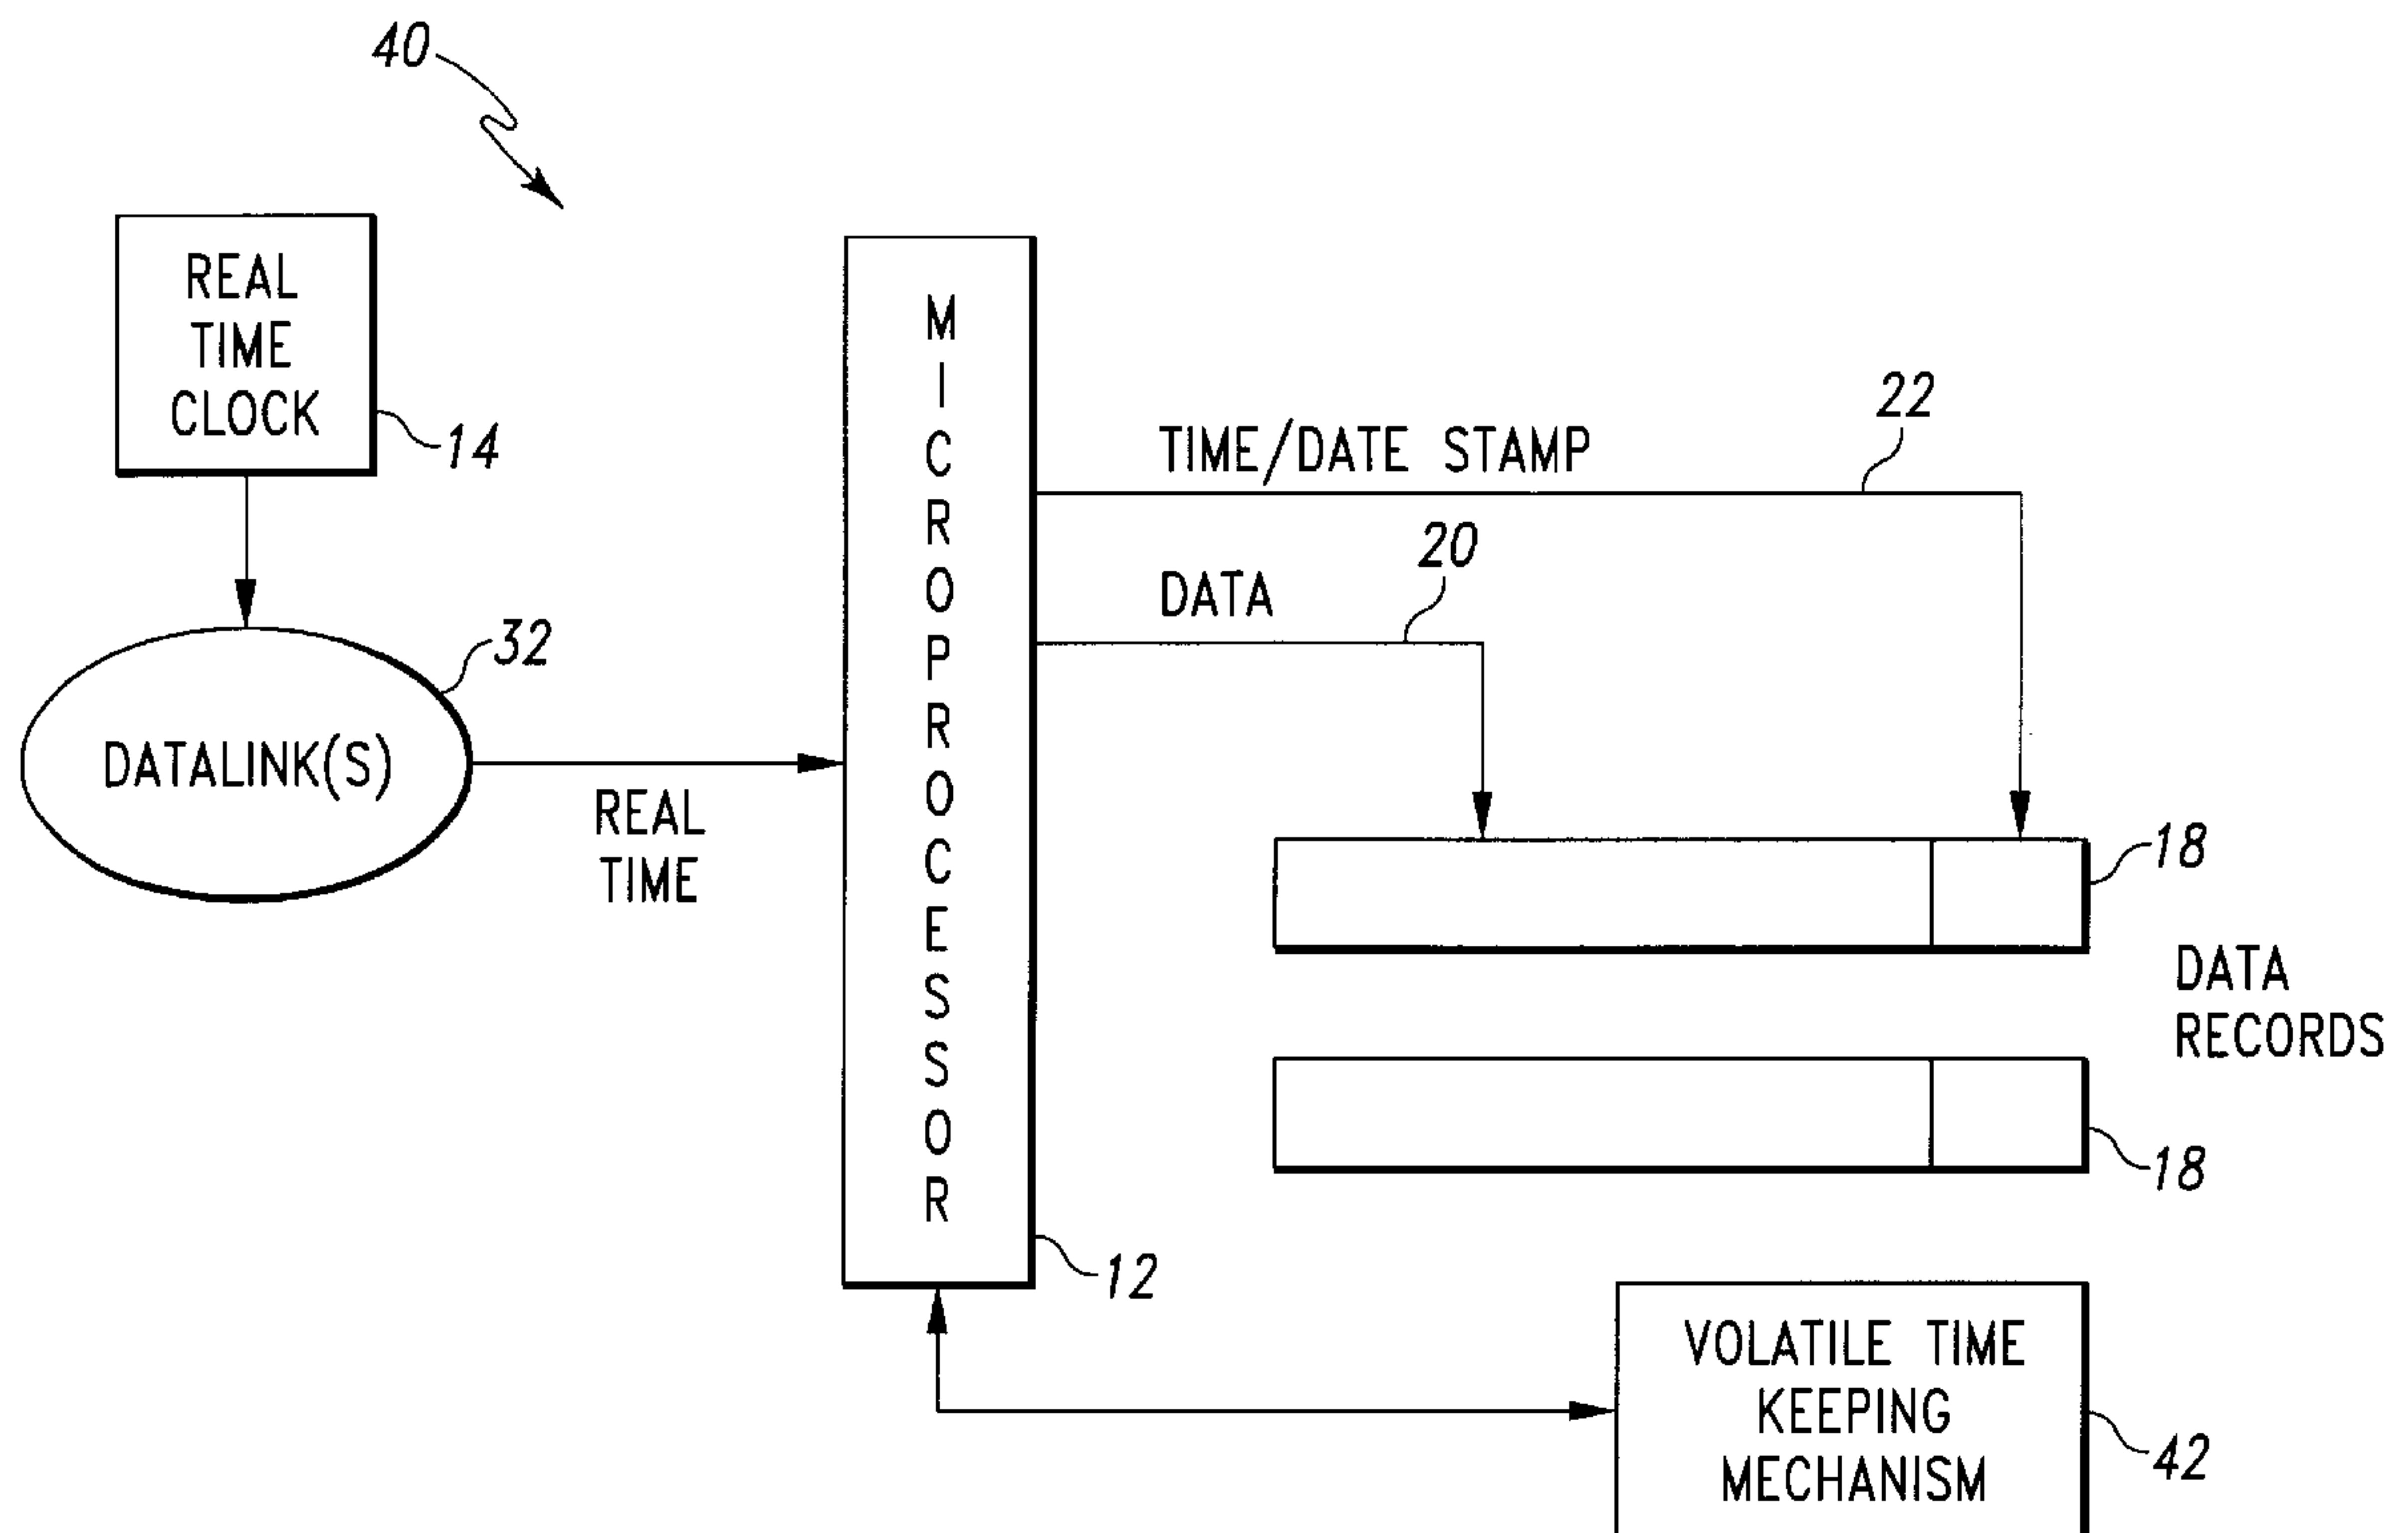 40
REAL
TIME
CLOCK
14
32
DATALINK(S)
REAL
TIME
MICROPROCESSOR
12
TIME/DATE STAMP
22
DATA
20
18
DATA
RECORDS
18
VOLATILE TIME
KEEPING
MECHANISM
42